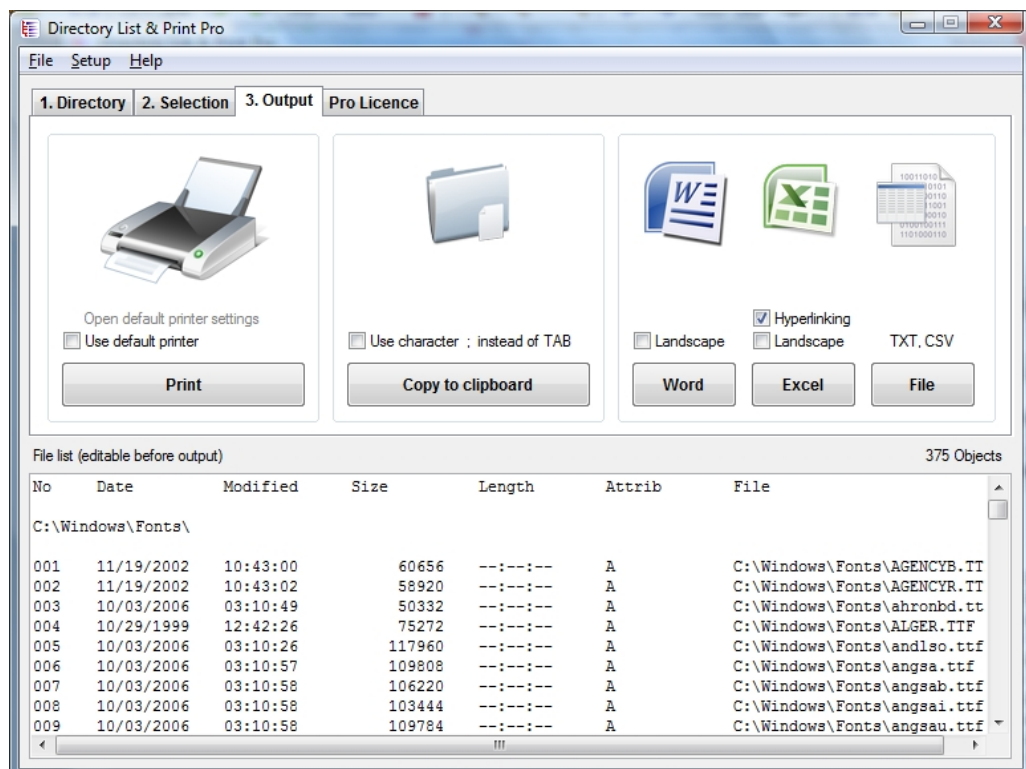 Directory List & Print Pro
File Setup Help
1. Directory 2. Selection 3. Output Pro Licence
10011010
0101
00110
11001
10010
0100100111
1101000110
Open default printer settings
Use default printer
Use character ; instead of TAB
Hyperlinking
Landscape
Landscape
TXT, CSV
Print
Copy to clipboard
Word
Excel
File
File list (editable before output) 375 Objects
No Date Modified Size Length Attrib File
C:\Windows\Fonts\
001 11/19/2002 10:43:00 60656 --:--:-- A C:\Windows\Fonts\AGENCYB.TT
002 11/19/2002 10:43:02 58920 --:--:-- A C:\Windows\Fonts\AGENCYR.TT
003 10/03/2006 03:10:49 50332 --:--:-- A C:\Windows\Fonts\ahronbd.tt
004 10/29/1999 12:42:26 75272 --:--:-- A C:\Windows\Fonts\ALGER.TTF
005 10/03/2006 03:10:26 117960 --:--:-- A C:\Windows\Fonts\andlso.ttf
006 10/03/2006 03:10:57 109808 --:--:-- A C:\Windows\Fonts\angsa.ttf
007 10/03/2006 03:10:58 106220 --:--:-- A C:\Windows\Fonts\angsab.ttf
008 10/03/2006 03:10:58 103444 --:--:-- A C:\Windows\Fonts\angsai.ttf
009 10/03/2006 03:10:58 109784 --:--:-- A C:\Windows\Fonts\angsau.ttf